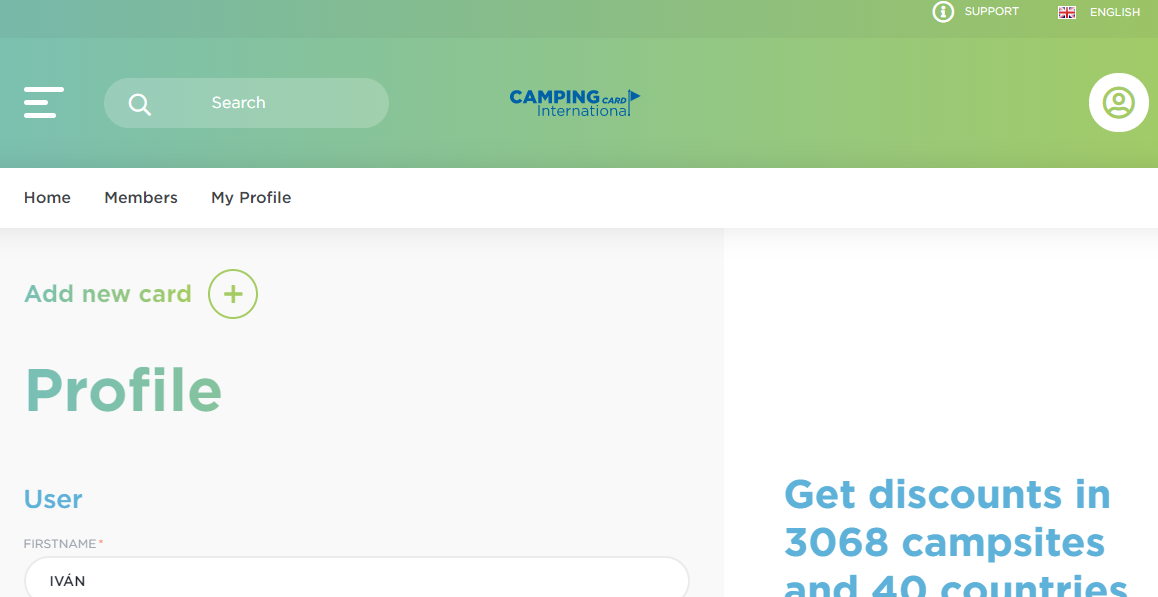 SUPPORT
ENGLISH
Search
CAMPING CARD
International
Home
Members
My Profile
Add new card
Profile
User
FIRSTNAME*
IVÁN
Get discounts in
3068 campsites
and 40 countries